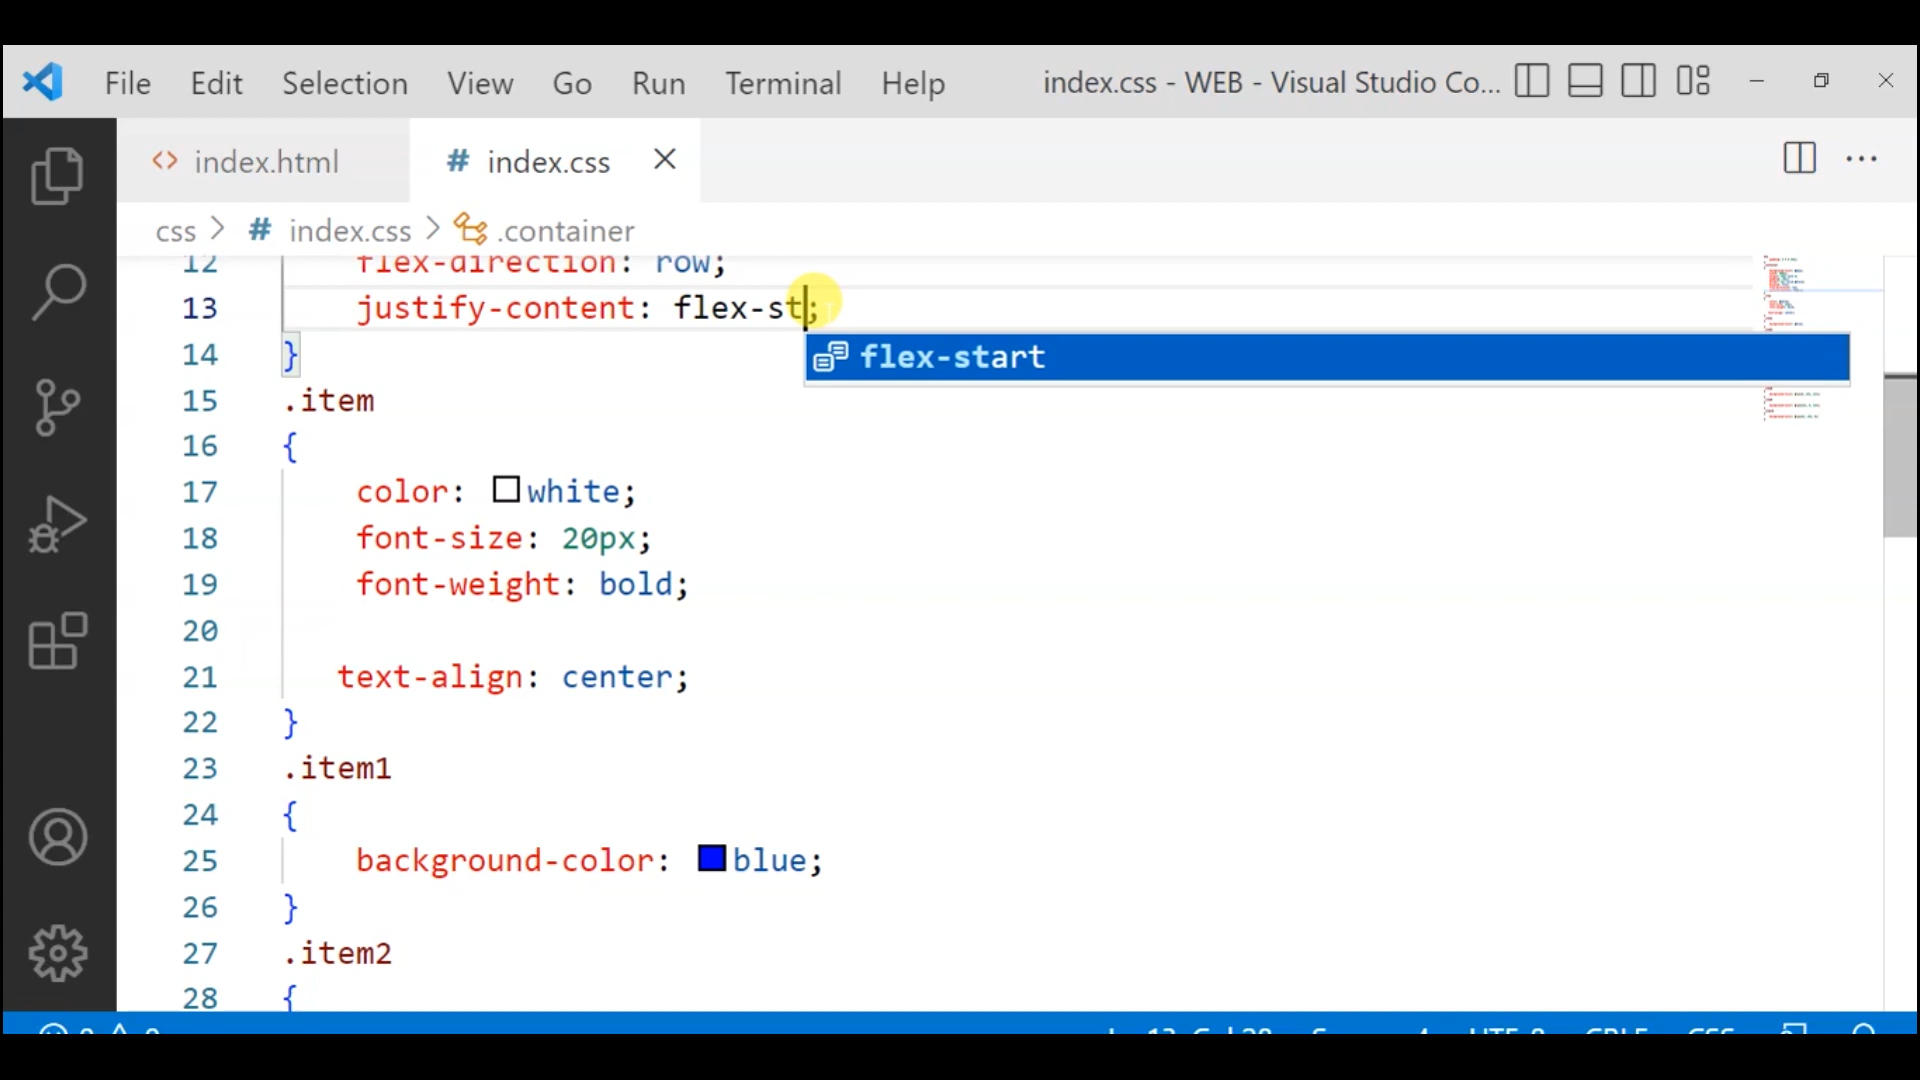 File Edit Selection View Go Run Terminal Help index.css - WEB - Visual Studio Co...
<> index.html # index.css
css > # index.css > .container
12 flex-direction: row;
13 justify-content: flex-st;
14 } flex-start
15 .item
16 {
17 color: white;
18 font-size: 20px;
19 font-weight: bold;
20
21 text-align: center;
22 }
23 .item1
24 {
25 background-color: blue;
26 }
27 .item2
28 {